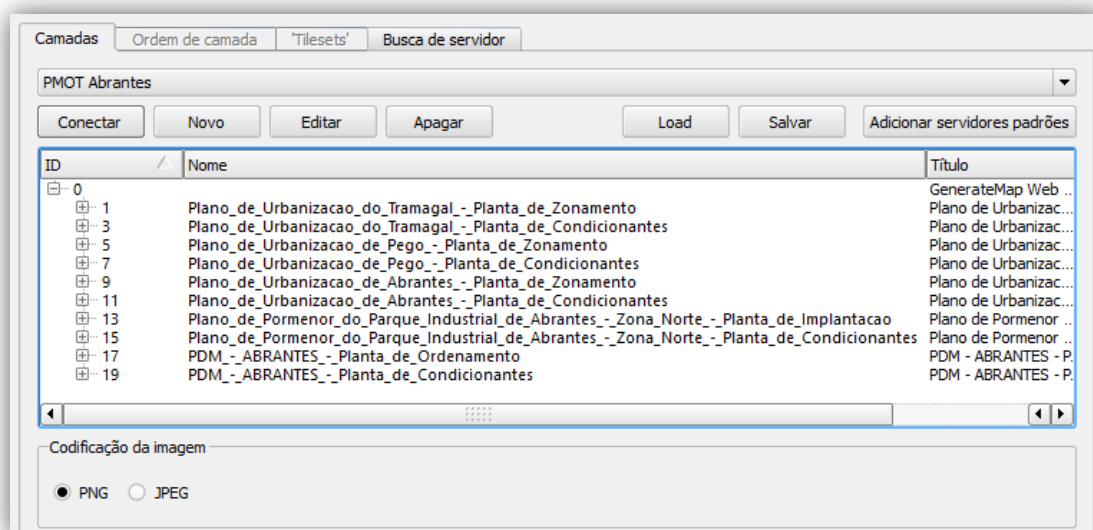 Camadas Ordem de camada 'Tilesets' Busca de servidor
PMOT Abrantes
Conectar Novo Editar Apagar Load Salvar Adicionar servidores padrões
ID Nome Título
0 GenerateMap Web ...
1 Plano_de_Urbanizacao_do_Tramagal_-_Planta_de_Zonamento Plano de Urbanizac...
3 Plano_de_Urbanizacao_do_Tramagal_-_Planta_de_Condicionantes Plano de Urbanizac...
5 Plano_de_Urbanizacao_de_Pego_-_Planta_de_Zonamento Plano de Urbanizac...
7 Plano_de_Urbanizacao_de_Pego_-_Planta_de_Condicionantes Plano de Urbanizac...
9 Plano_de_Urbanizacao_de_Abrantes_-_Planta_de_Zonamento Plano de Urbanizac...
11 Plano_de_Urbanizacao_de_Abrantes_-_Planta_de_Condicionantes Plano de Urbanizac...
13 Plano_de_Pormenor_do_Parque_Industrial_de_Abrantes_-_Zona_Norte_-_Planta_de_Implantacao Plano de Pormenor ...
15 Plano_de_Pormenor_do_Parque_Industrial_de_Abrantes_-_Zona_Norte_-_Planta_de_Condicionantes Plano de Pormenor ...
17 PDM_-_ABRANTES_-_Planta_de_Ordenamento PDM - ABRANTES - P.
19 PDM_-_ABRANTES_-_Planta_de_Condicionantes PDM - ABRANTES - P.
Codificação da imagem
PNG JPEG